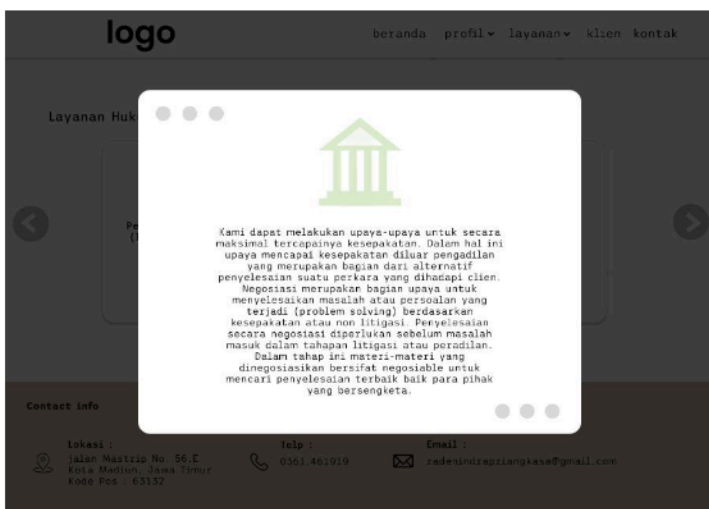 logo
beranda profil layanan klien kontak
Layanan Huk
Pe
(l
Kami dapat melakukan upaya-upaya untuk secara
maksimal tercapainya kesepakatan. Dalam hal ini
upaya mencapai kesepakatan diluar pengadilan
yang merupakan bagian dari alternatif
penyelesaian suatu perkara yang dihadapi clien.
Negosiasi merupakan bagian upaya untuk
menyelesaikan masalah atau persoalan yang
terjadi (problem solving) berdasarkan
kesepakatan atau non litigasi. Penyelesaian
secara negosiasi diperlukan sebelum masalah
masuk dalam tahapan litigasi atau peradilan.
Dalam tahap ini materi-materi yang
dinegosiasikan bersifat negosiable untuk
mencari penyelesaian terbaik baik para pihak
yang bersengketa.
Contact info
Lokasi :
jalan Mastrip No. 56.E
Kota Madiun, Jawa Timur
Kode Pos : 63132
Telp :
0351.461919
Email :
radenindrapriangkasa@gmail.com